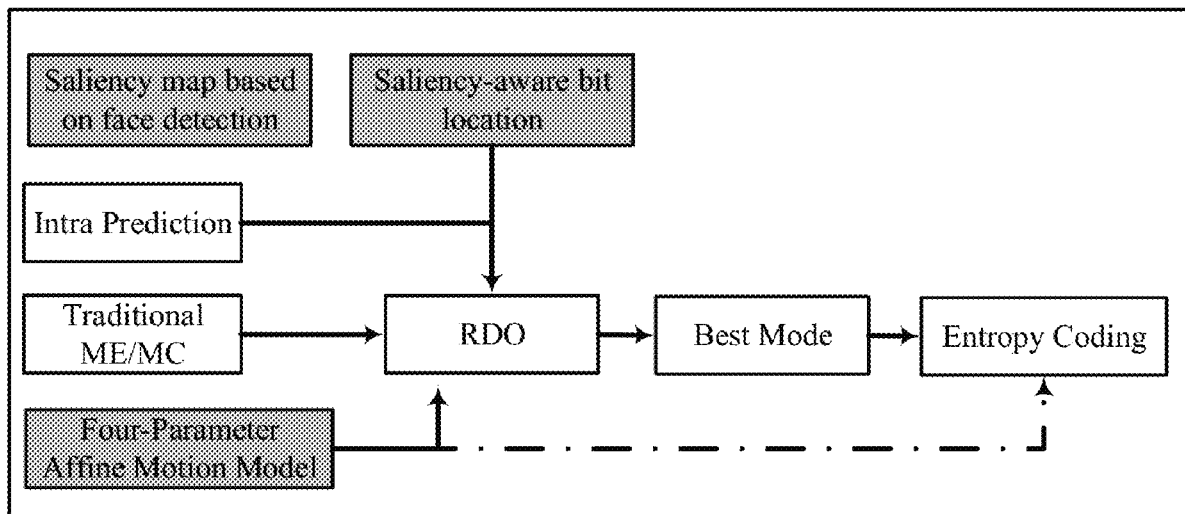 Saliency map based
on face detection
Saliency-aware bit
location
Intra Prediction
Traditional
ME/MC
RDO
Best Mode
Entropy Coding
Four-Parameter
Affine Motion Model